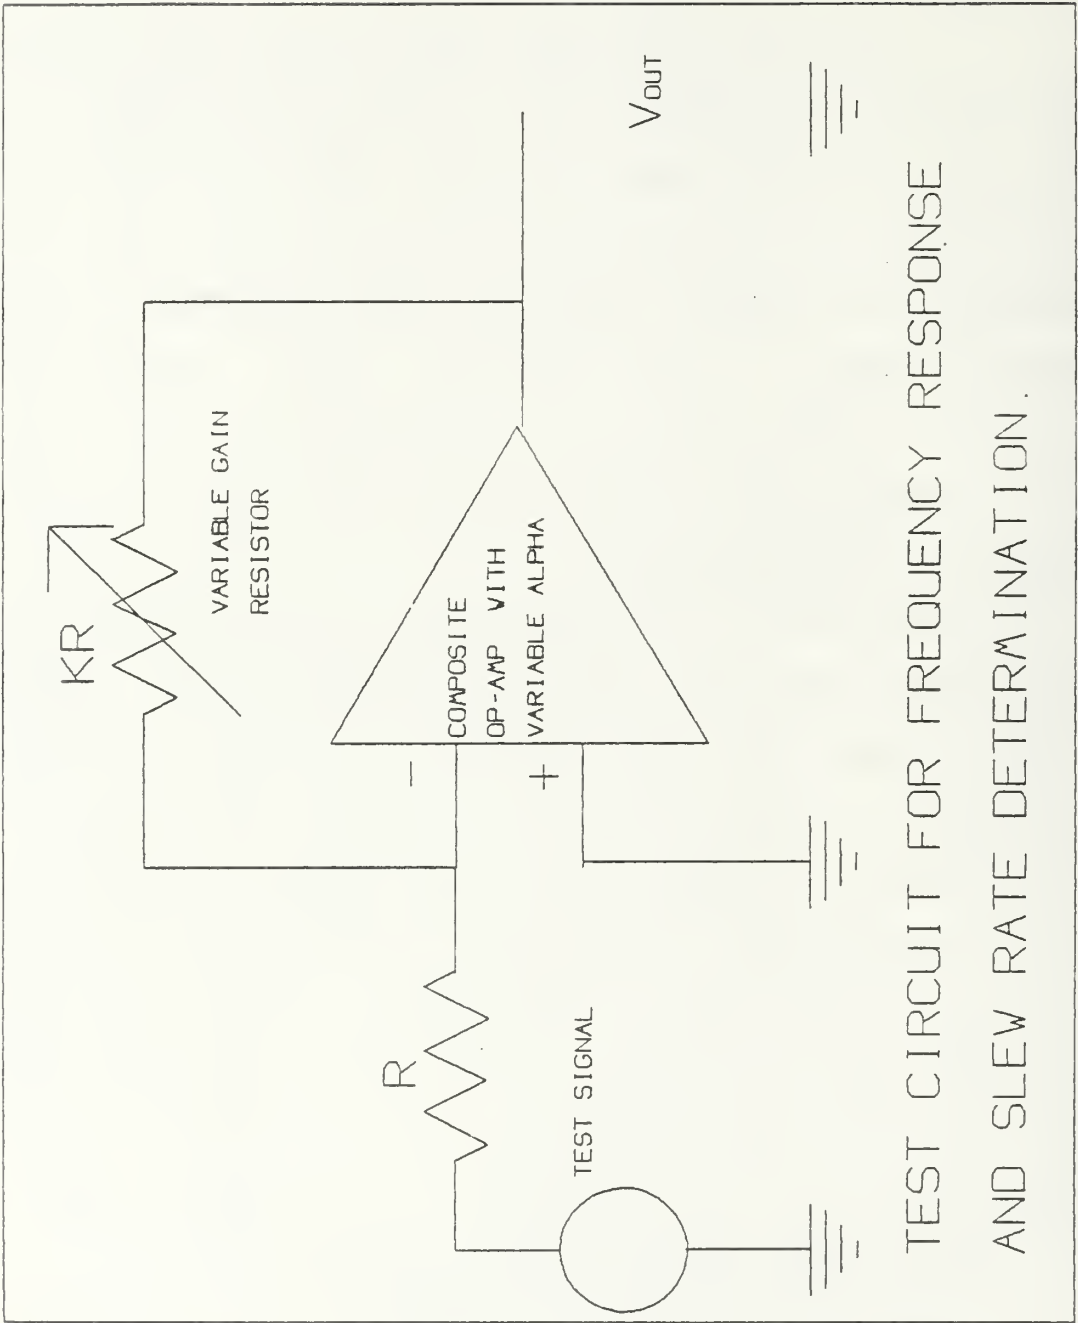 KR
VARIABLE GAIN
RESISTOR
R
-
+
COMPOSITE
OP-AMP WITH
VARIABLE ALPHA
TEST SIGNAL
VOUT
TEST CIRCUIT FOR FREQUENCY RESPONSE
AND SLEW RATE DETERMINATION.